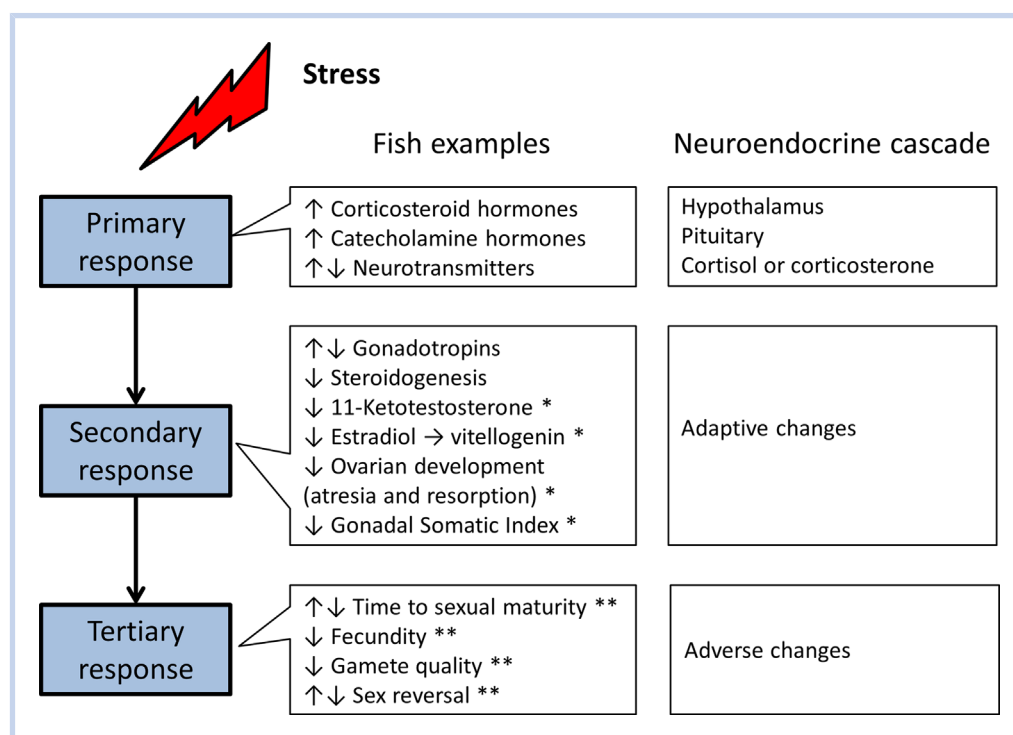 Stress
Fish examples
Neuroendocrine cascade
Primary
response
↑ Corticosteroid hormones
↑ Catecholamine hormones
↑↓ Neurotransmitters
Hypothalamus
Pituitary
Cortisol or corticosterone
Secondary
response
↑↓ Gonadotropins
↓ Steroidogenesis
↓ 11-Ketotestosterone *
↓ Estradiol → vitellogenin *
↓ Ovarian development
(atresia and resorption) *
↓ Gonadal Somatic Index *
Adaptive changes
Tertiary
response
↑↓ Time to sexual maturity **
↓ Fecundity **
↓ Gamete quality **
↑↓ Sex reversal **
Adverse changes